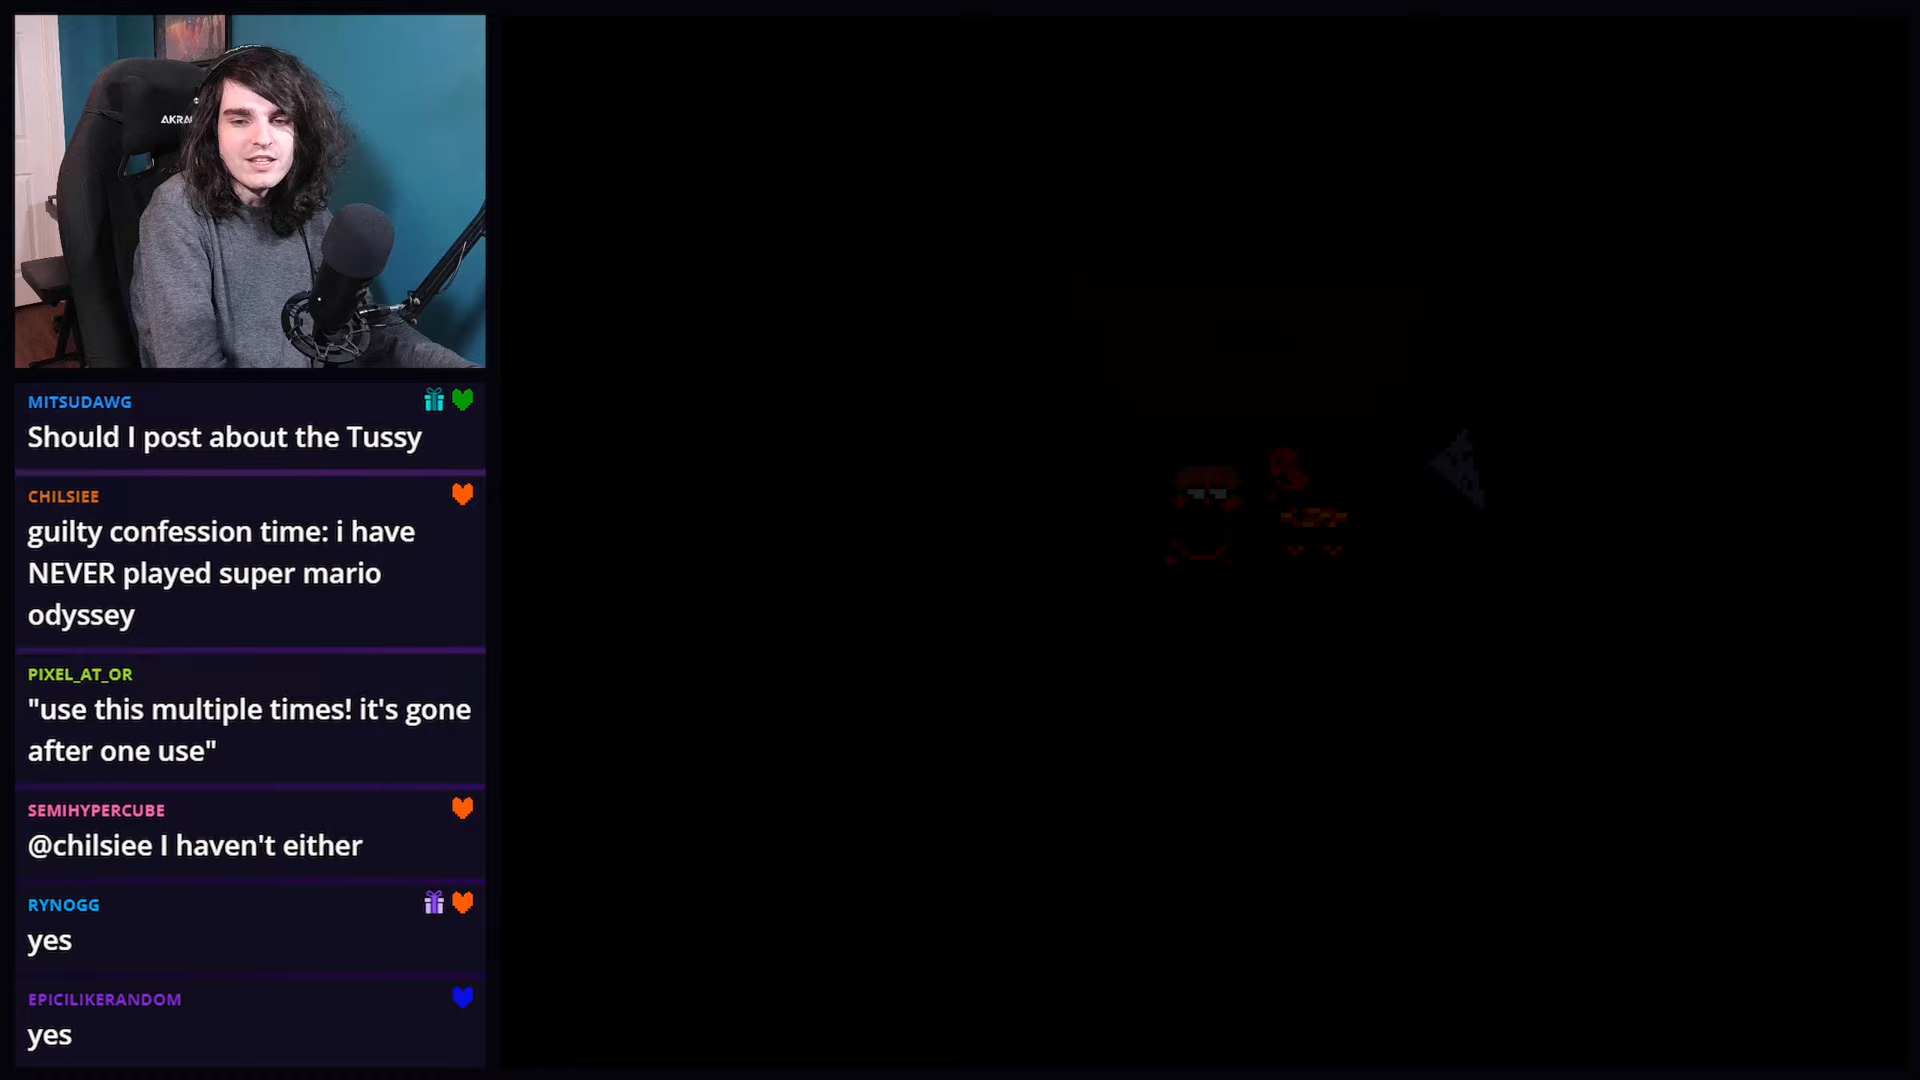 AKRA
MITSUDAWG
Should I post about the Tussy
CHILSIEE
guilty confession time: i have
NEVER played super mario
odyssey
PIXEL_AT_OR
"use this multiple times! it's gone
after one use"
SEMIHYPERCUBE
@chilsiee I haven't either
RYNOGG
yes
EPICILIKERANDOM
yes